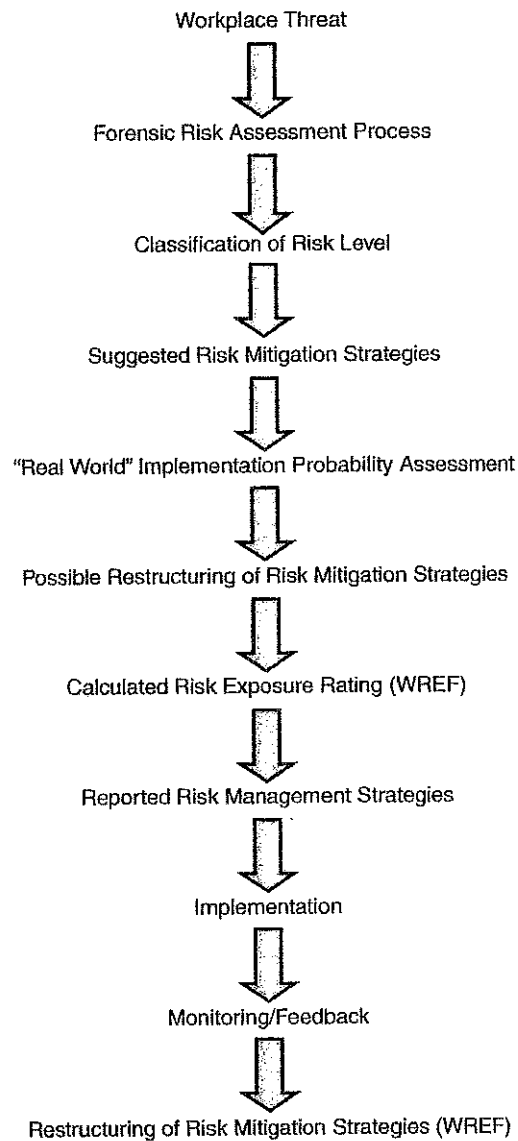 Workplace Threat
Forensic Risk Assessment Process
Classification of Risk Level
Suggested Risk Mitigation Strategies
“Real World” Implementation Probability Assessment
Possible Restructuring of Risk Mitigation Strategies
Calculated Risk Exposure Rating (WREF)
Reported Risk Management Strategies
Implementation
Monitoring/Feedback
Restructuring of Risk Mitigation Strategies (WREF)